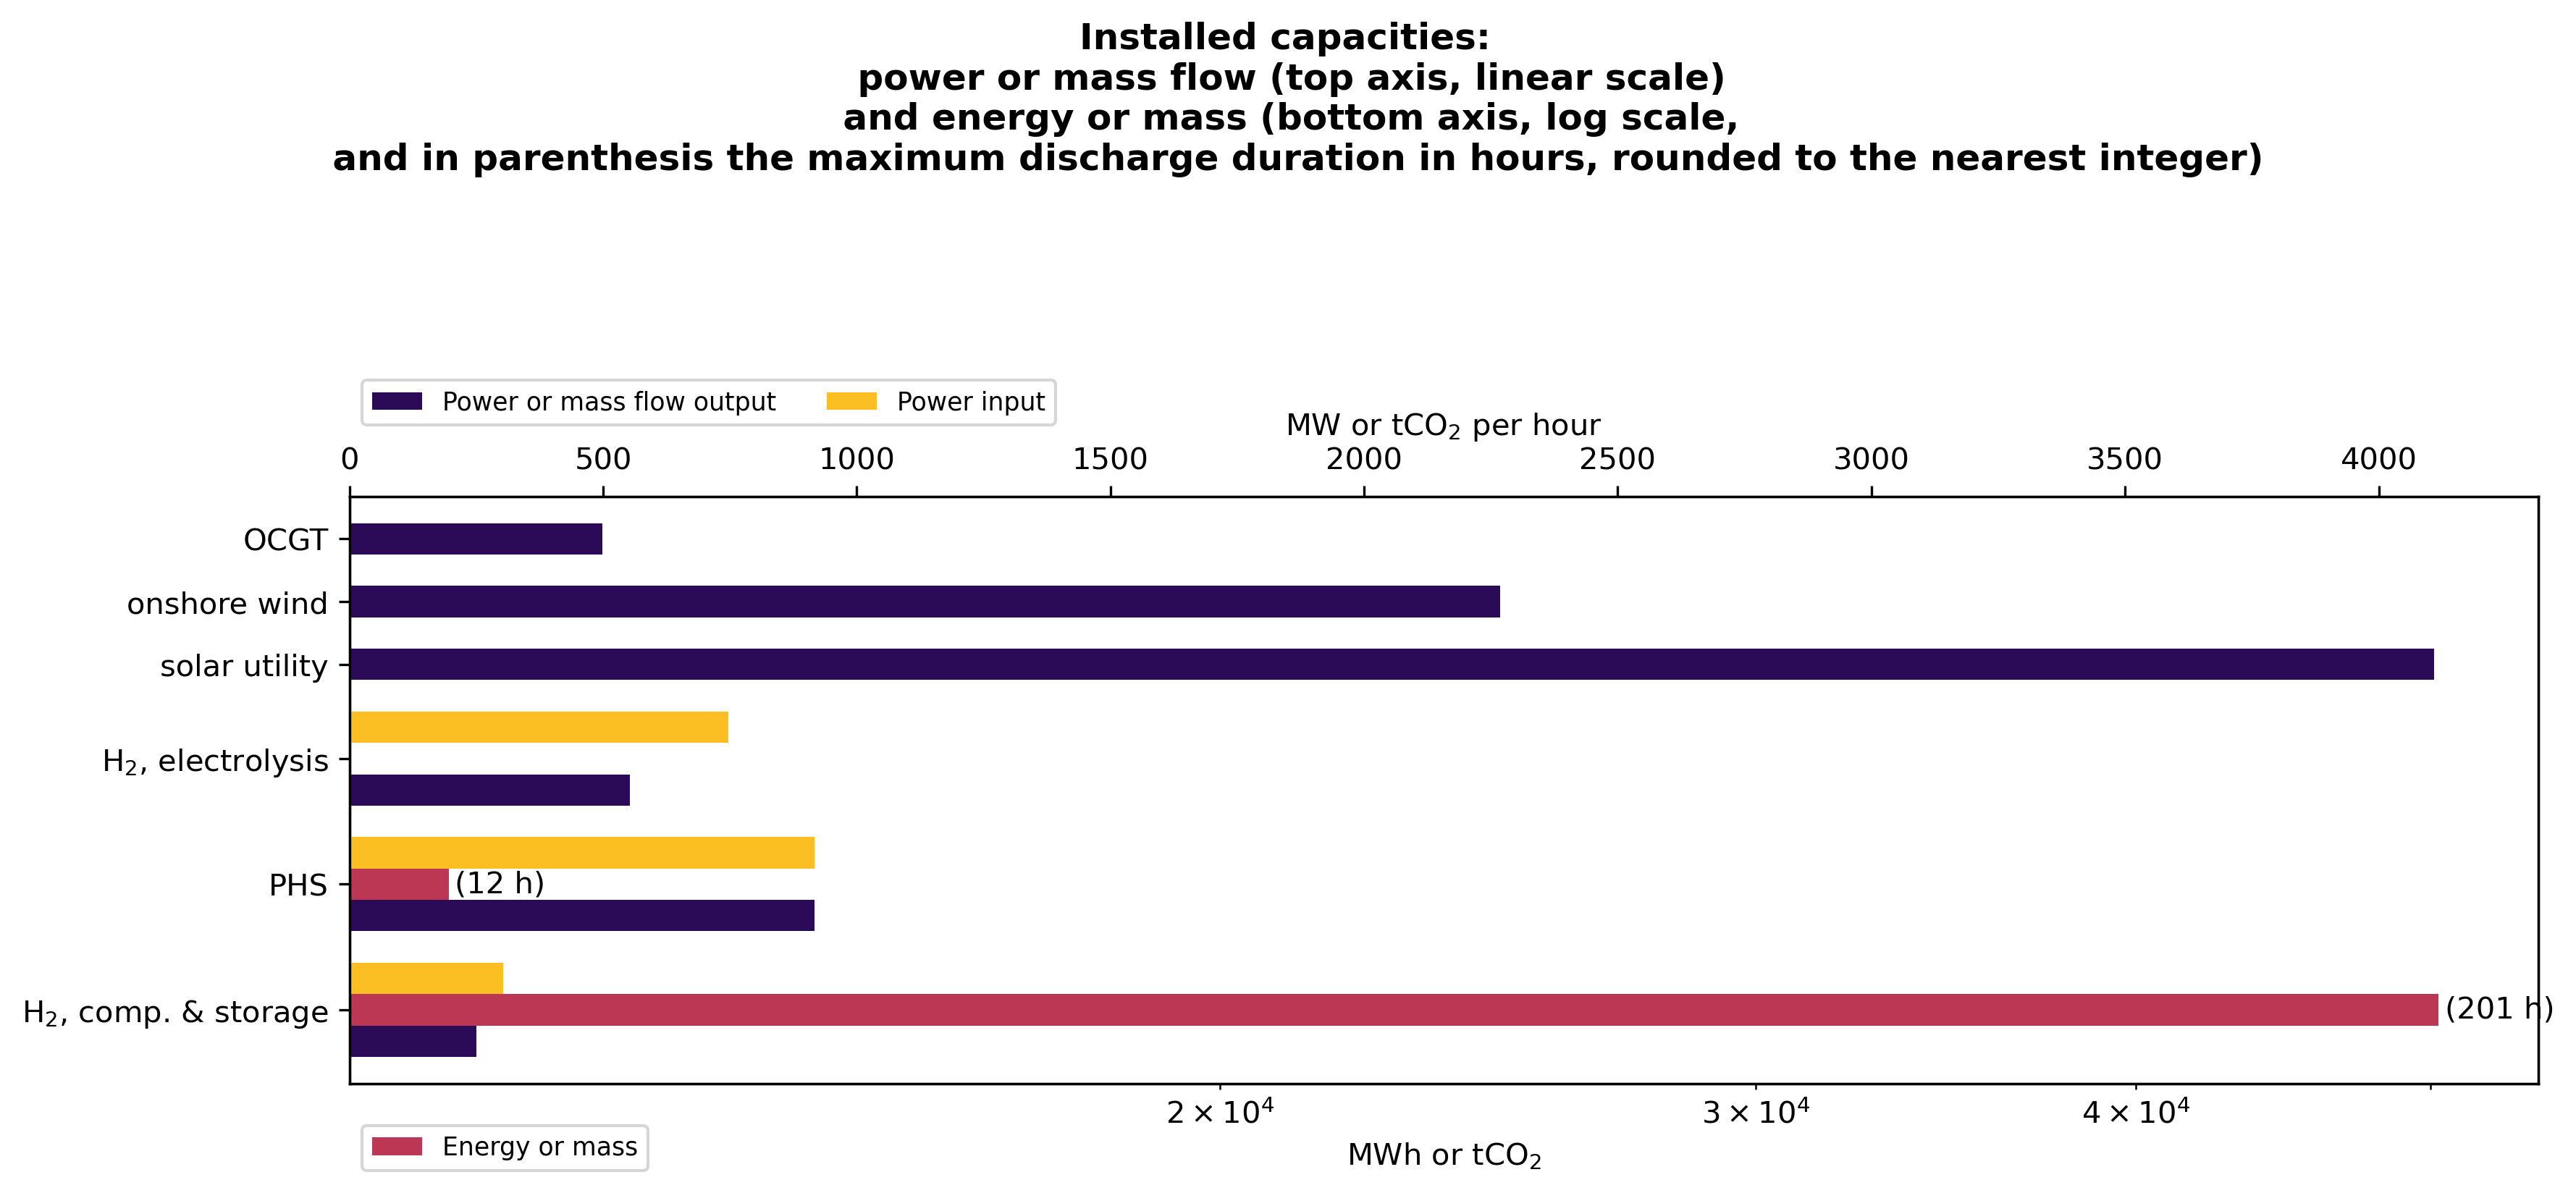 Installed capacities:
power or mass flow (top axis, linear scale)
and energy or mass (bottom axis, log scale,
and in parenthesis the maximum discharge duration in hours, rounded to the nearest integer)
Power or mass flow output Power input
MW or tCO₂ per hour
0 500 1000 1500 2000 2500 3000 3500 4000
OCGT
onshore wind
solar utility
H₂, electrolysis
PHS (12 h)
H₂, comp. & storage (201 h)
2 × 10⁴ 3 × 10⁴ 4 × 10⁴
Energy or mass
MWh or tCO₂